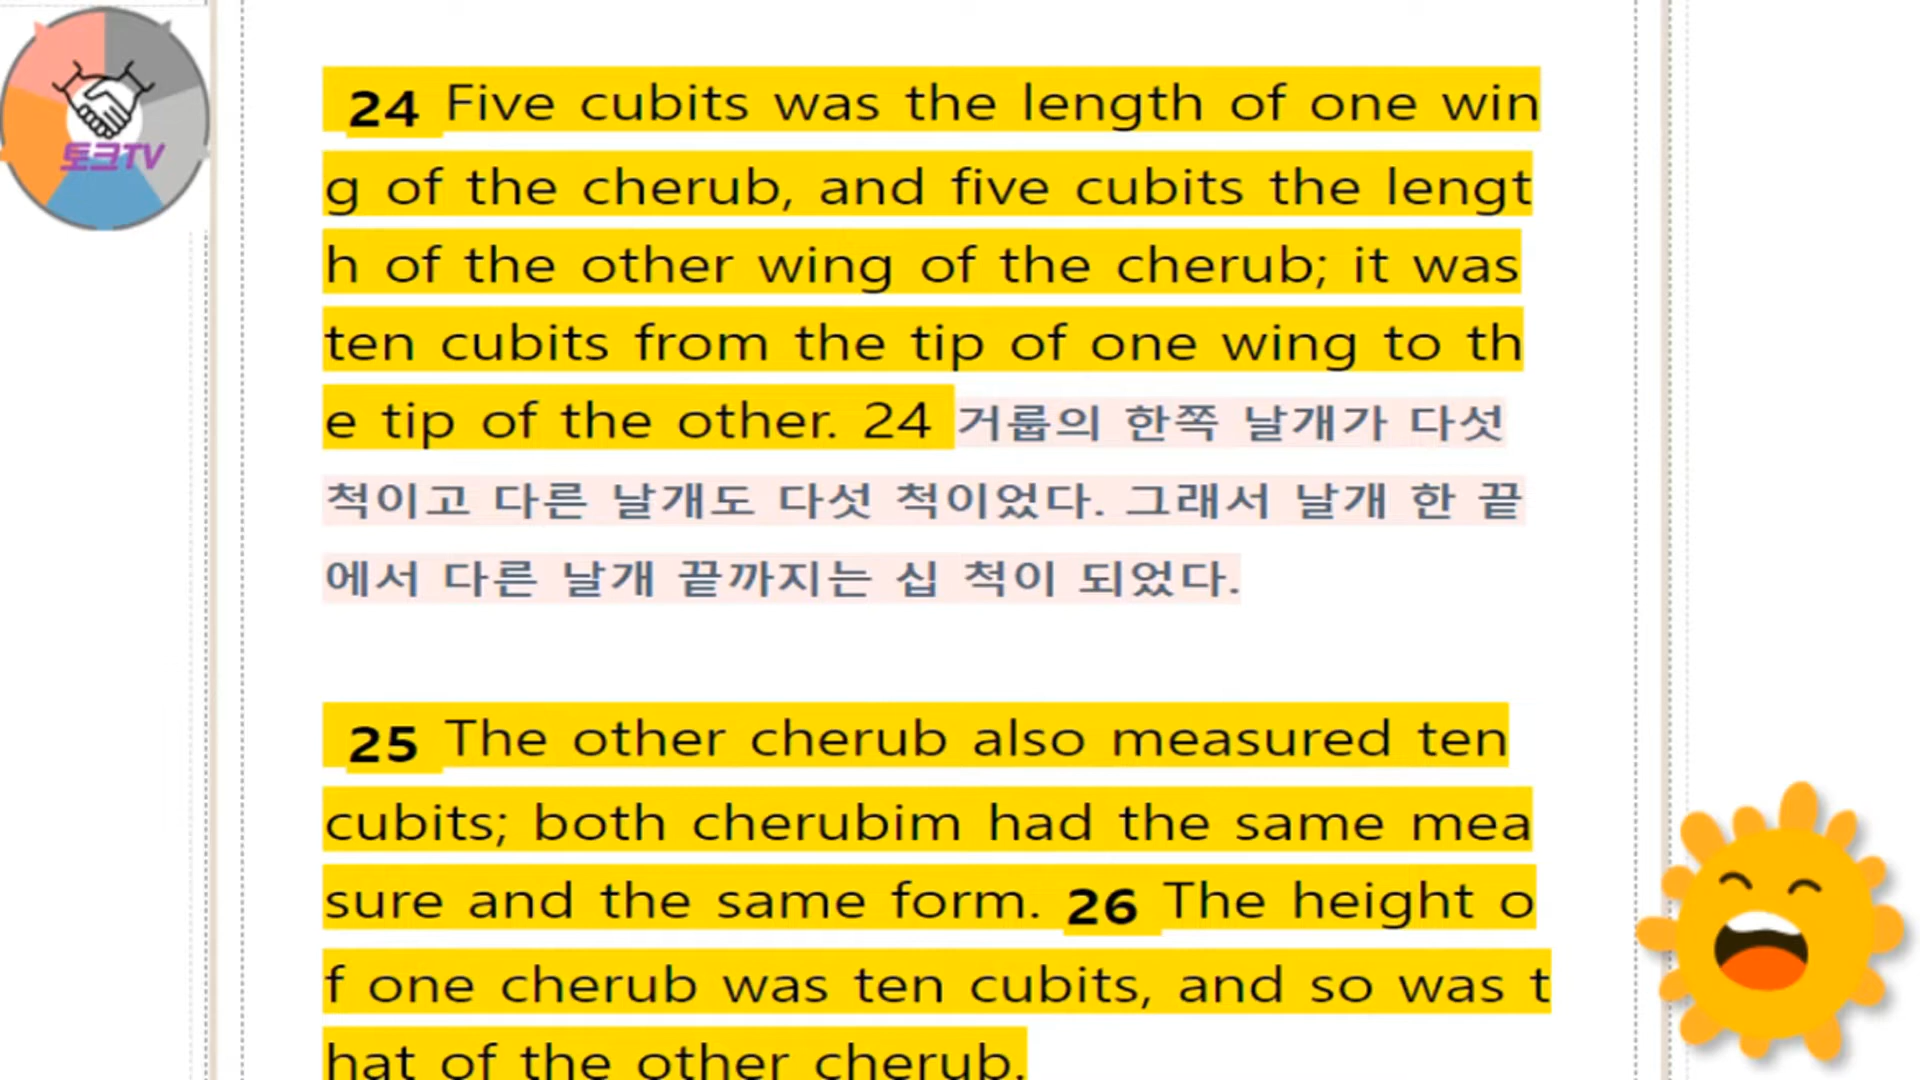 토크TV
24 Five cubits was the length of one win
g of the cherub, and five cubits the lengt
h of the other wing of the cherub; it was
ten cubits from the tip of one wing to th
e tip of the other. 24 거룹의 한쪽 날개가 다섯
척이고 다른 날개도 다섯 척이었다. 그래서 날개 한 끝
에서 다른 날개 끝까지는 십 척이 되었다.
25 The other cherub also measured ten
cubits; both cherubim had the same mea
sure and the same form. 26 The height o
f one cherub was ten cubits, and so was t
hat of the other cherub.